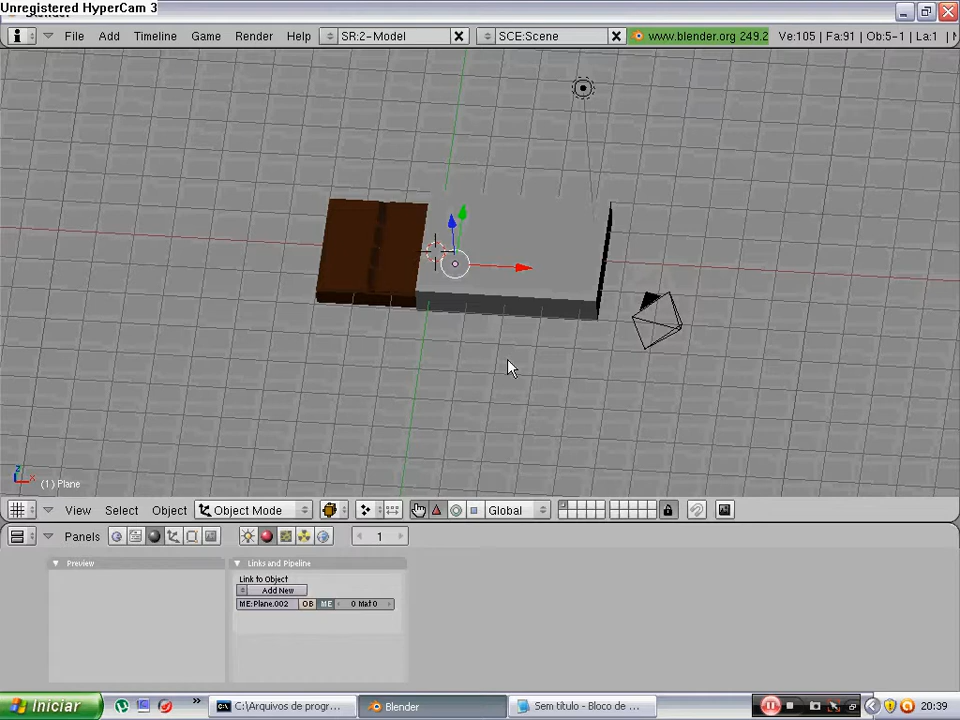 Unregistered HyperCam 3
File Add Timeline Game Render Help SR:2-Model SCE:Scene www.blender.org 249.2 Ve:105 | Fa:91 | Ob:5-1 | La:1 |
z
x
(1) Plane
View Select Object Object Mode Global
Panels 1
Preview
Links and Pipeline
Link to Object
Add New
ME:Plane.002 OB ME 0 Mat 0
Iniciar » C:\Arquivos de progr... Blender Sem título - Bloco de ... 20:39